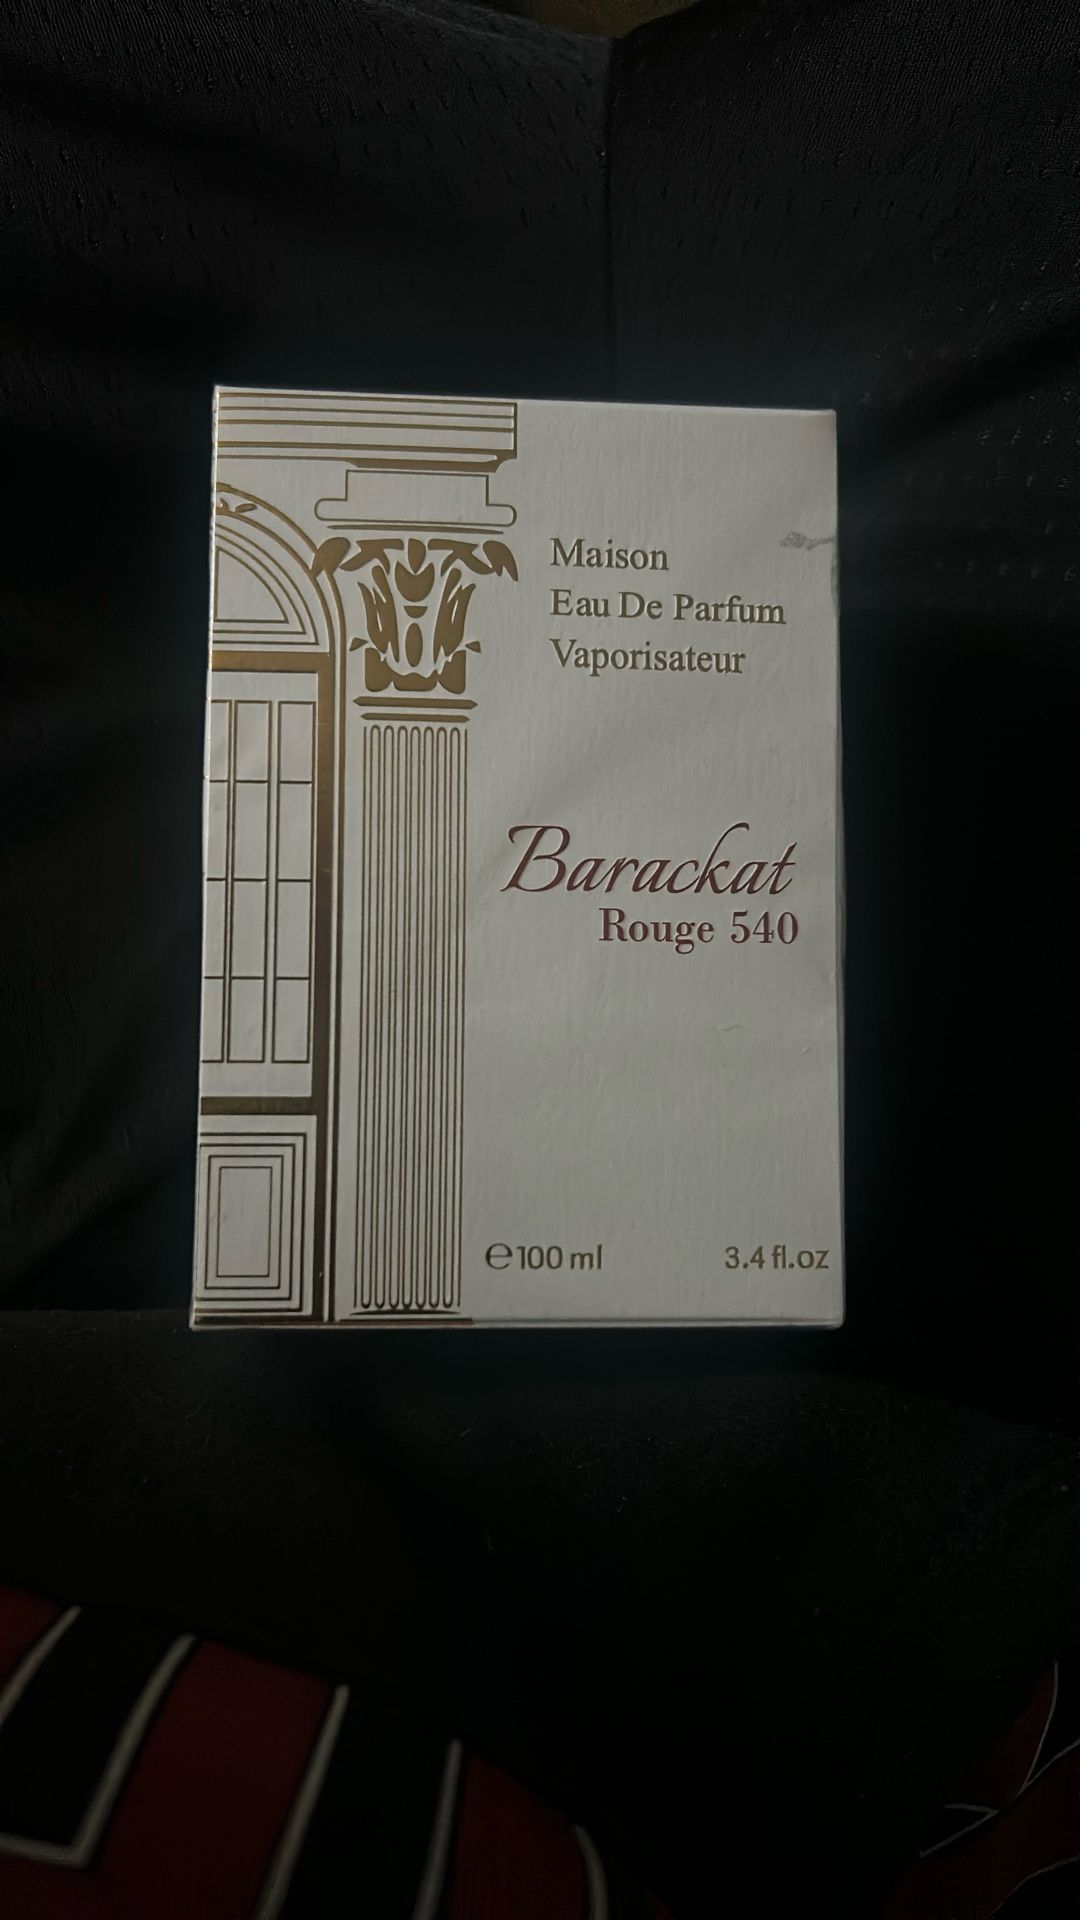 Maison
Eau De Parfum
Vaporisateur
Barackat
Rouge 540
℮100 ml
3.4 fl.oz